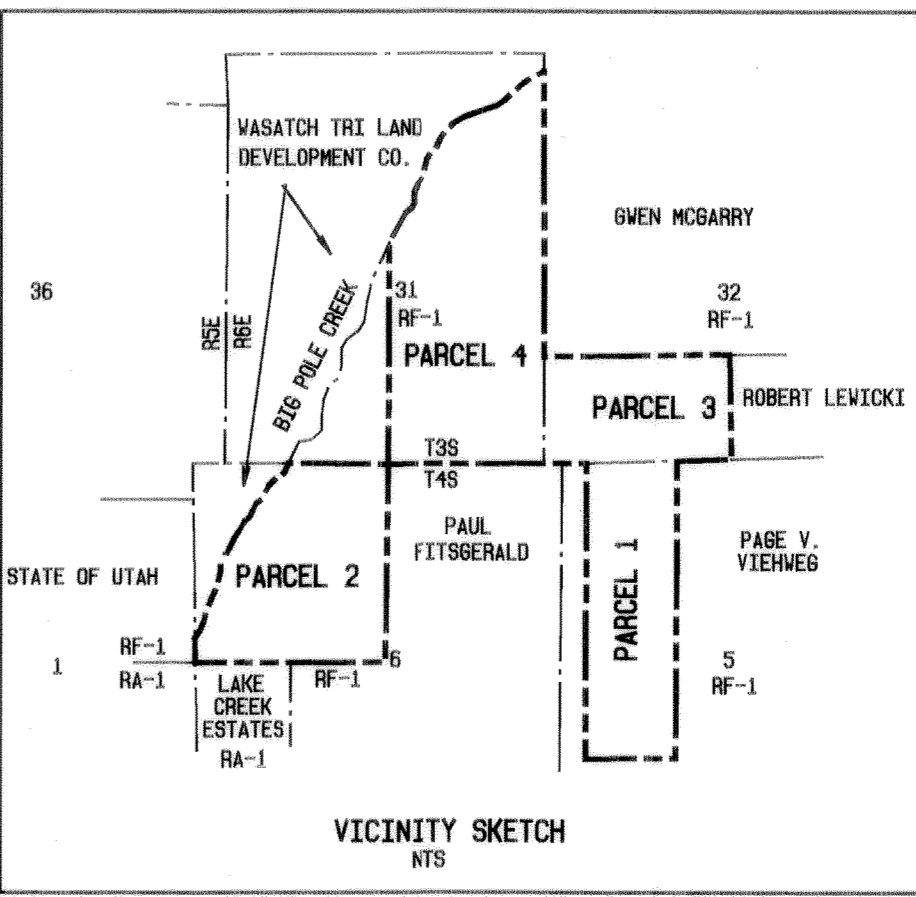 WASATCH TRI LAND
DEVELOPMENT CO.
GWEN MCGARRY
36
R5E
R6E
BIG POLE CREEK
31
RF-1
32
RF-1
PARCEL 4
PARCEL 3
ROBERT LEWICKI
T3S
T4S
PAUL
FITSGERALD
PAGE V.
VIEHWEG
STATE OF UTAH
PARCEL 2
PARCEL 1
1
RF-1
RA-1
LAKE
CREEK
ESTATES
RA-1
RF-1
6
5
RF-1
VICINITY SKETCH
NTS